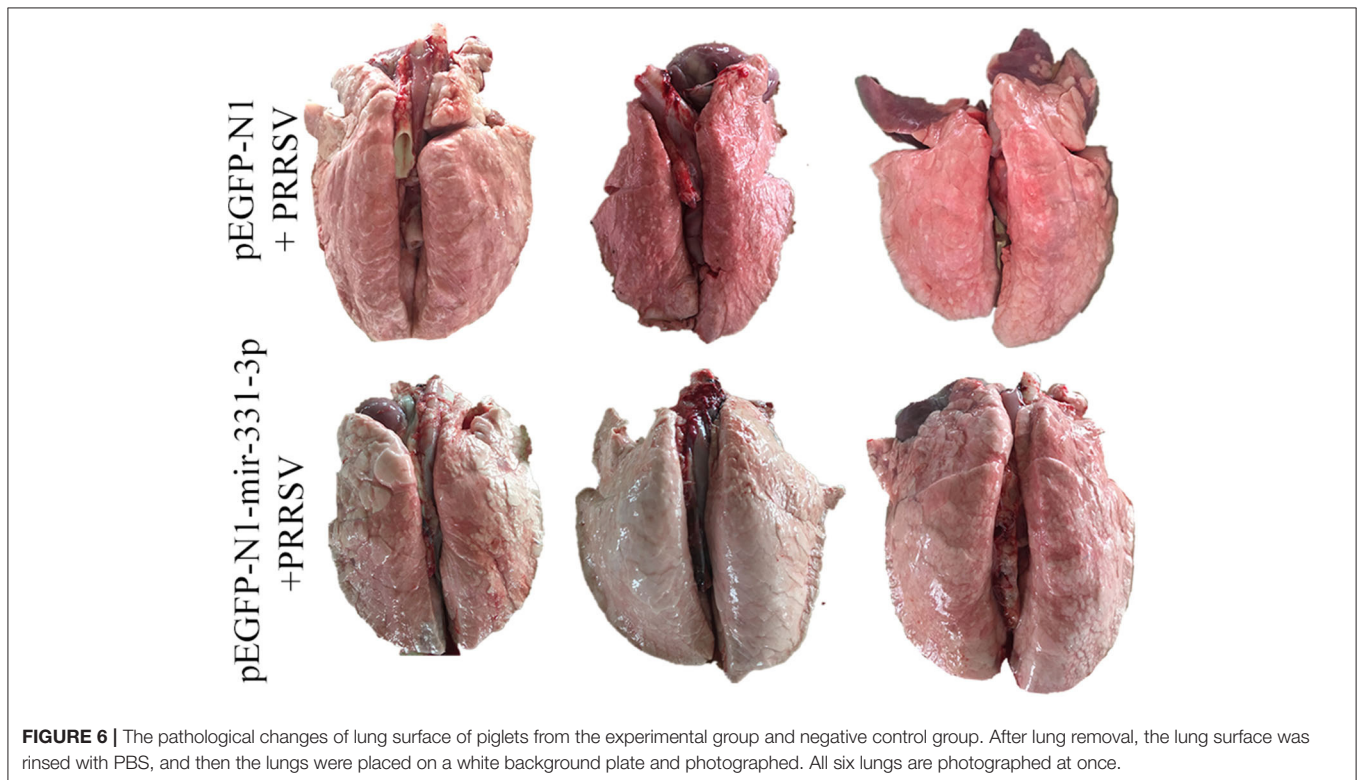 pEGFP-N1
+ PRRSV
pEGFP-N1-mir-331-3p
+PRRSV
FIGURE 6 | The pathological changes of lung surface of piglets from the experimental group and negative control group. After lung removal, the lung surface was
rinsed with PBS, and then the lungs were placed on a white background plate and photographed. All six lungs are photographed at once.